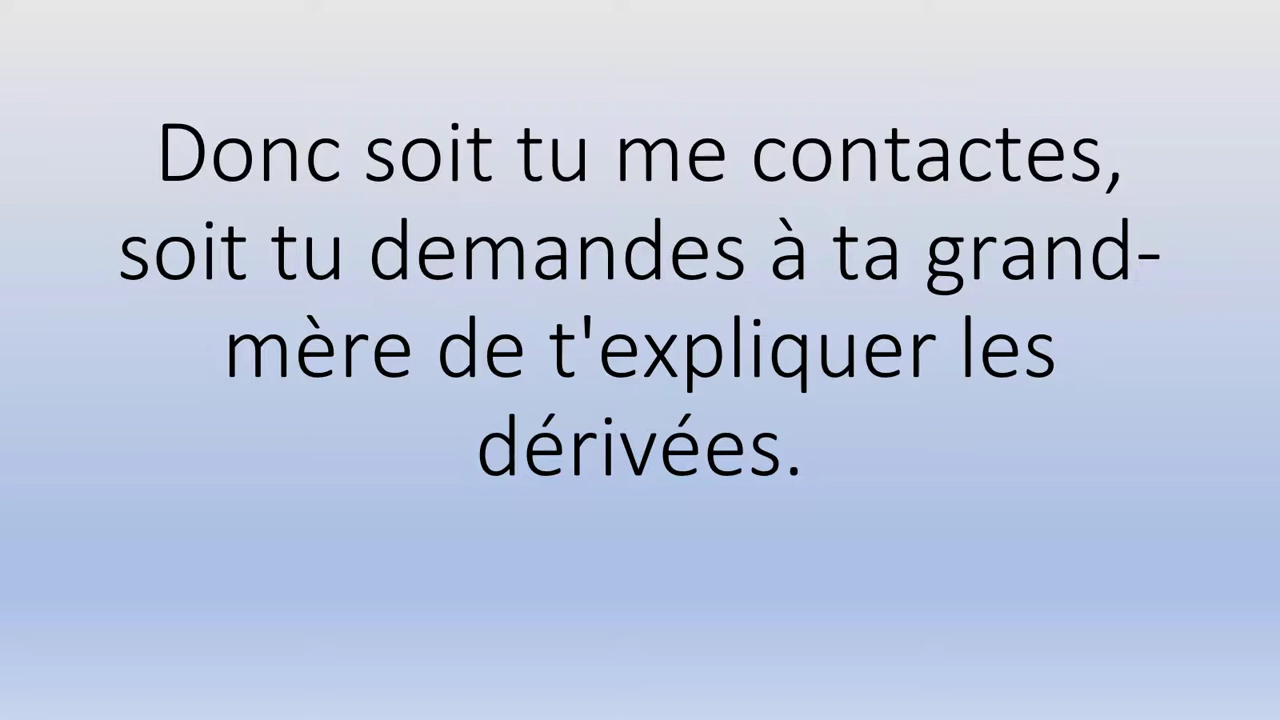 Donc soit tu me contactes,
soit tu demandes à ta grand-
mère de t'expliquer les
dérivées.